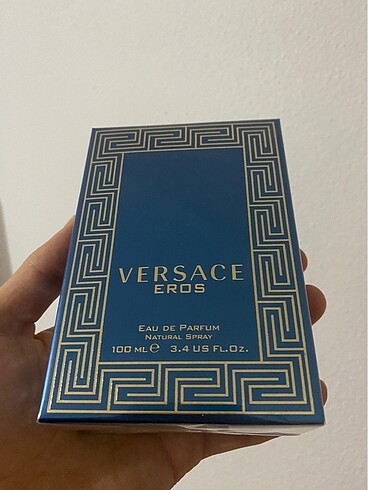 VERSACE
EROS
EAU DE PARFUM
NATURAL SPRAY
100 ML ℮ 3.4 US FL.OZ.